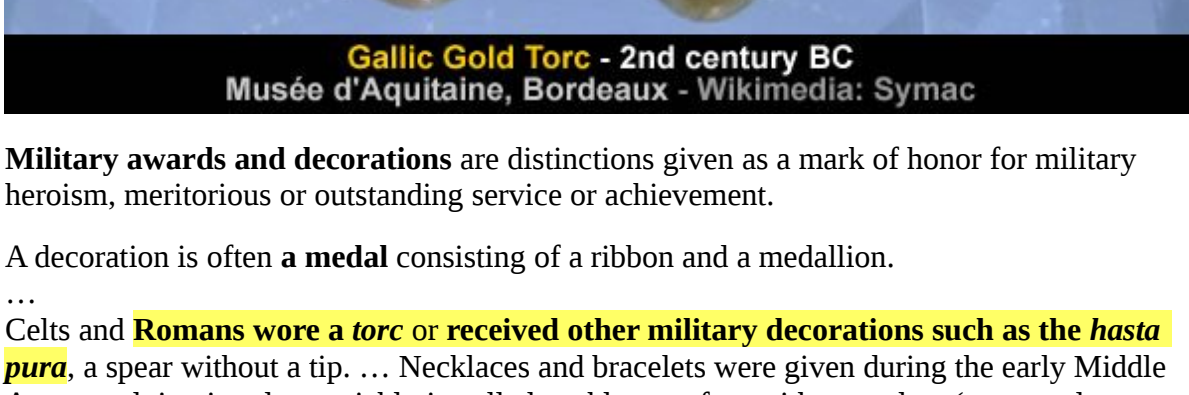 Gallic Gold Torc - 2nd century BC
Musée d'Aquitaine, Bordeaux - Wikimedia: Symac
Military awards and decorations are distinctions given as a mark of honor for military
heroism, meritorious or outstanding service or achievement.
A decoration is often a medal consisting of a ribbon and a medallion.
…
Celts and Romans wore a torc or received other military decorations such as the hasta
pura, a spear without a tip. … Necklaces and bracelets were given during the early Middle